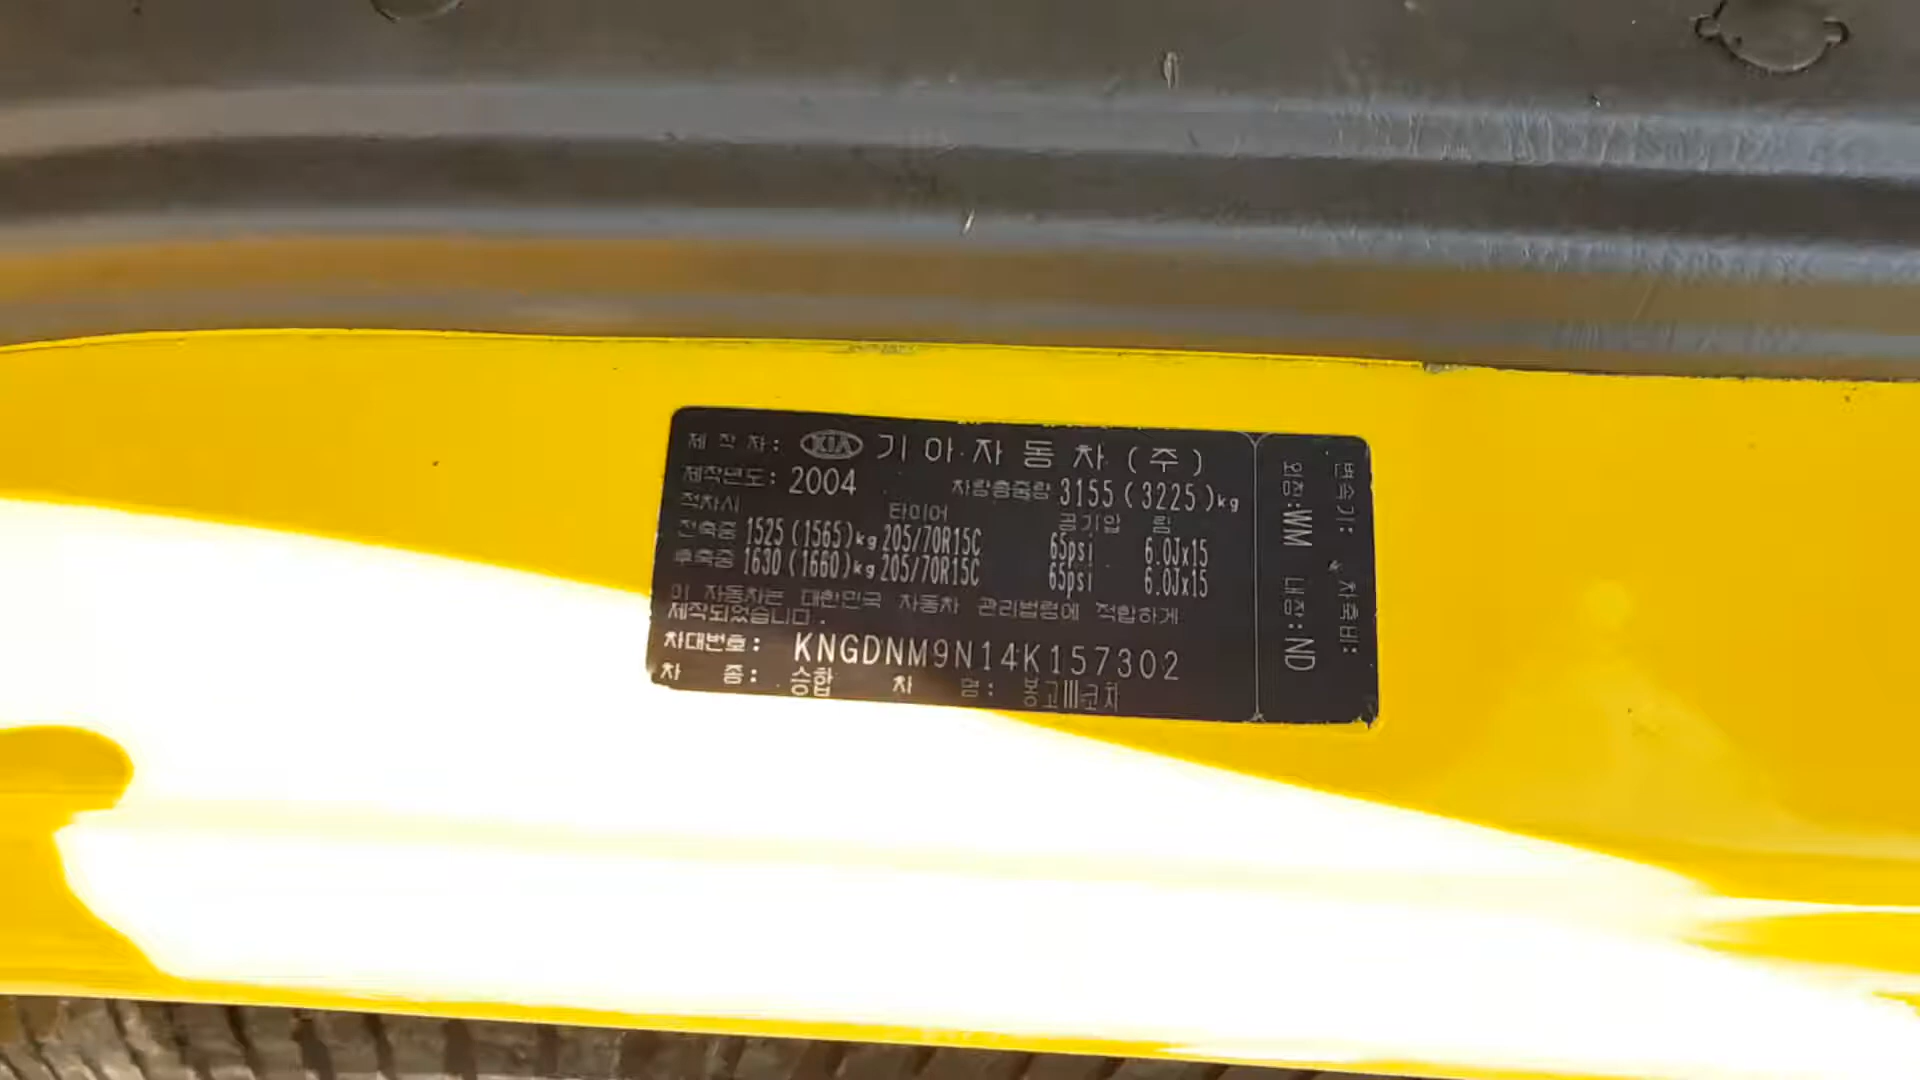 제 작 차: KIA 기아자동차(주)
제작년도: 2004 차량총중량 3155(3225)kg
적차시 타이어 공기압 림
전축중 1525(1565)kg 205/70R15C 65psi 6.0Jx15
후축중 1630(1660)kg 205/70R15C 65psi 6.0Jx15
이 자동차는 대한민국 자동차 관리법령에 적합하게
제작되었습니다.
차대번호: KNGDNM9N14K157302
차 종: 승합 차 명: 봉고III코치
변속기: 차축비:
외장:WM 내장:ND